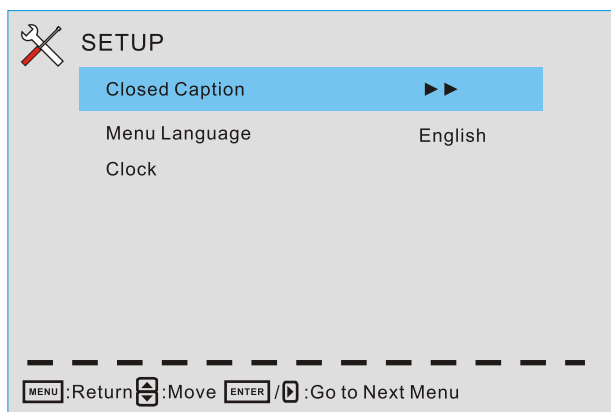 SETUP
Closed Caption ►►
Menu Language English
Clock
MENU :Return :Move ENTER / :Go to Next Menu